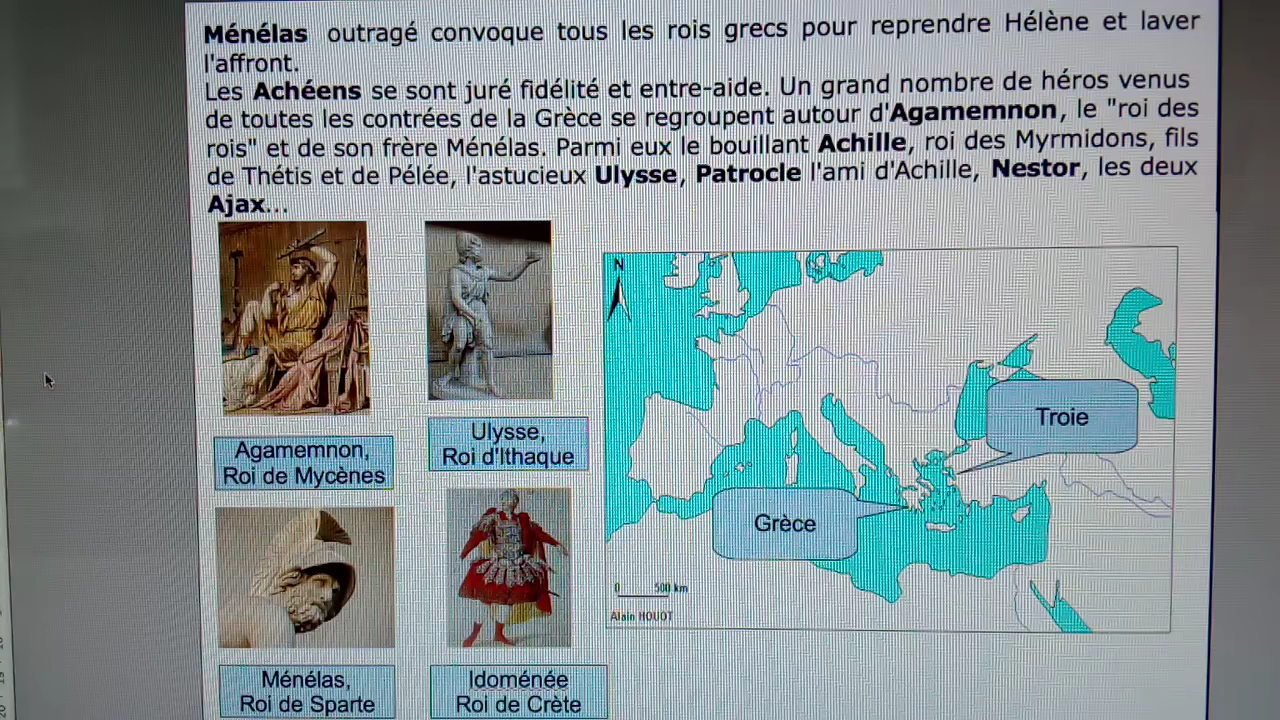 Ménélas outragé convoque tous les rois grecs pour reprendre Hélène et laver
l'affront.
Les Achéens se sont juré fidélité et entre-aide. Un grand nombre de héros venus
de toutes les contrées de la Grèce se regroupent autour d'Agamemnon, le "roi des
rois" et de son frère Ménélas. Parmi eux le bouillant Achille, roi des Myrmidons, fils
de Thétis et de Pélée, l'astucieux Ulysse, Patrocle l'ami d'Achille, Nestor, les deux
Ajax...
Agamemnon,
Roi de Mycènes
Ulysse,
Roi d'Ithaque
Ménélas,
Roi de Sparte
Idoménée
Roi de Crète
N
Troie
Grèce
0 500 km
Alain HOUOT